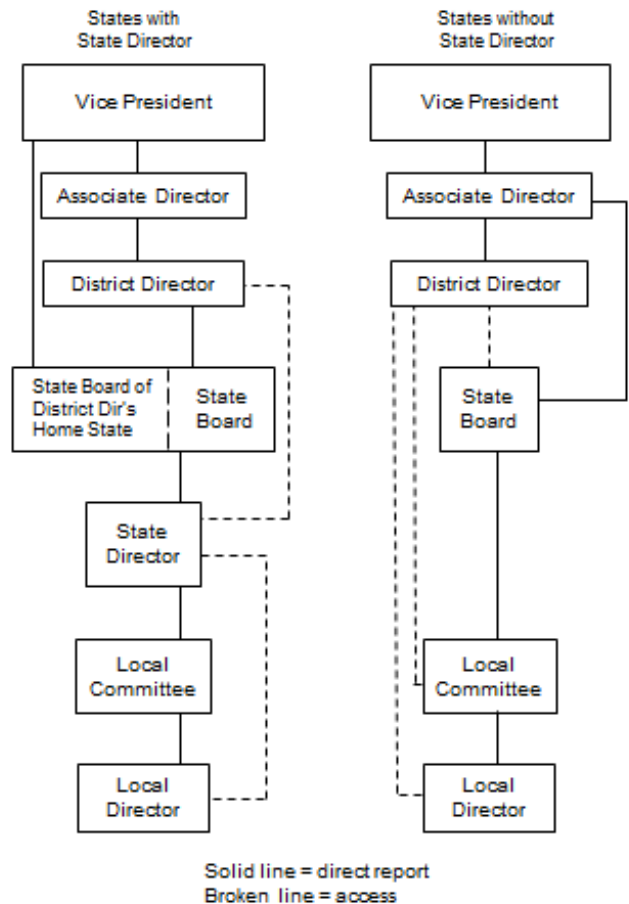 States with
State Director
Vice President
Associate Director
District Director
State Board of
District Dir's
Home State
State
Board
State
Director
Local
Committee
Local
Director
States without
State Director
Vice President
Associate Director
District Director
State
Board
Local
Committee
Local
Director
Solid line = direct report
Broken line = access